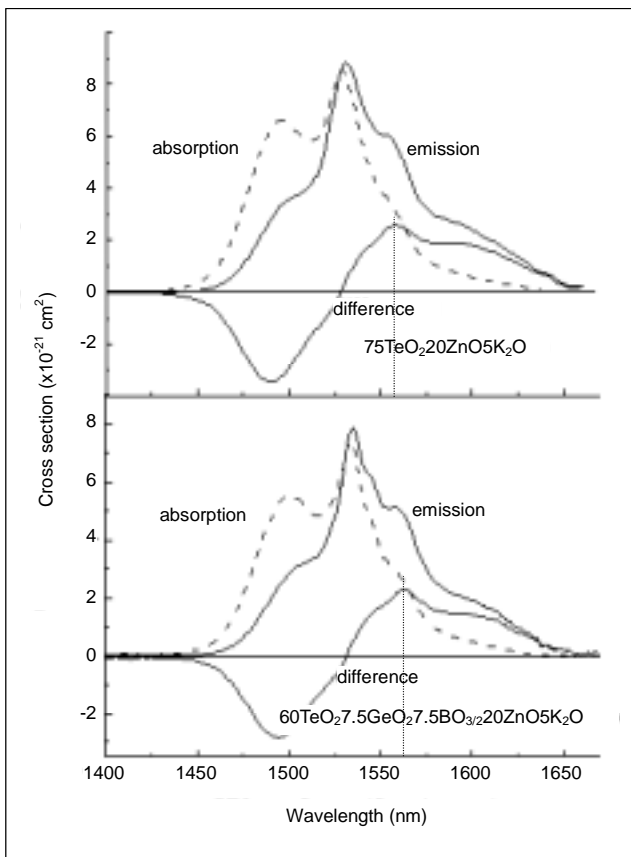 8
6
4
2
0
-2
absorption
emission
difference
75TeO₂20ZnO5K₂O
Cross section (x10⁻²¹ cm²)
8
6
4
2
0
-2
absorption
emission
difference
60TeO₂7.5GeO₂7.5BO₃/₂20ZnO5K₂O
1400 1450 1500 1550 1600 1650
Wavelength (nm)